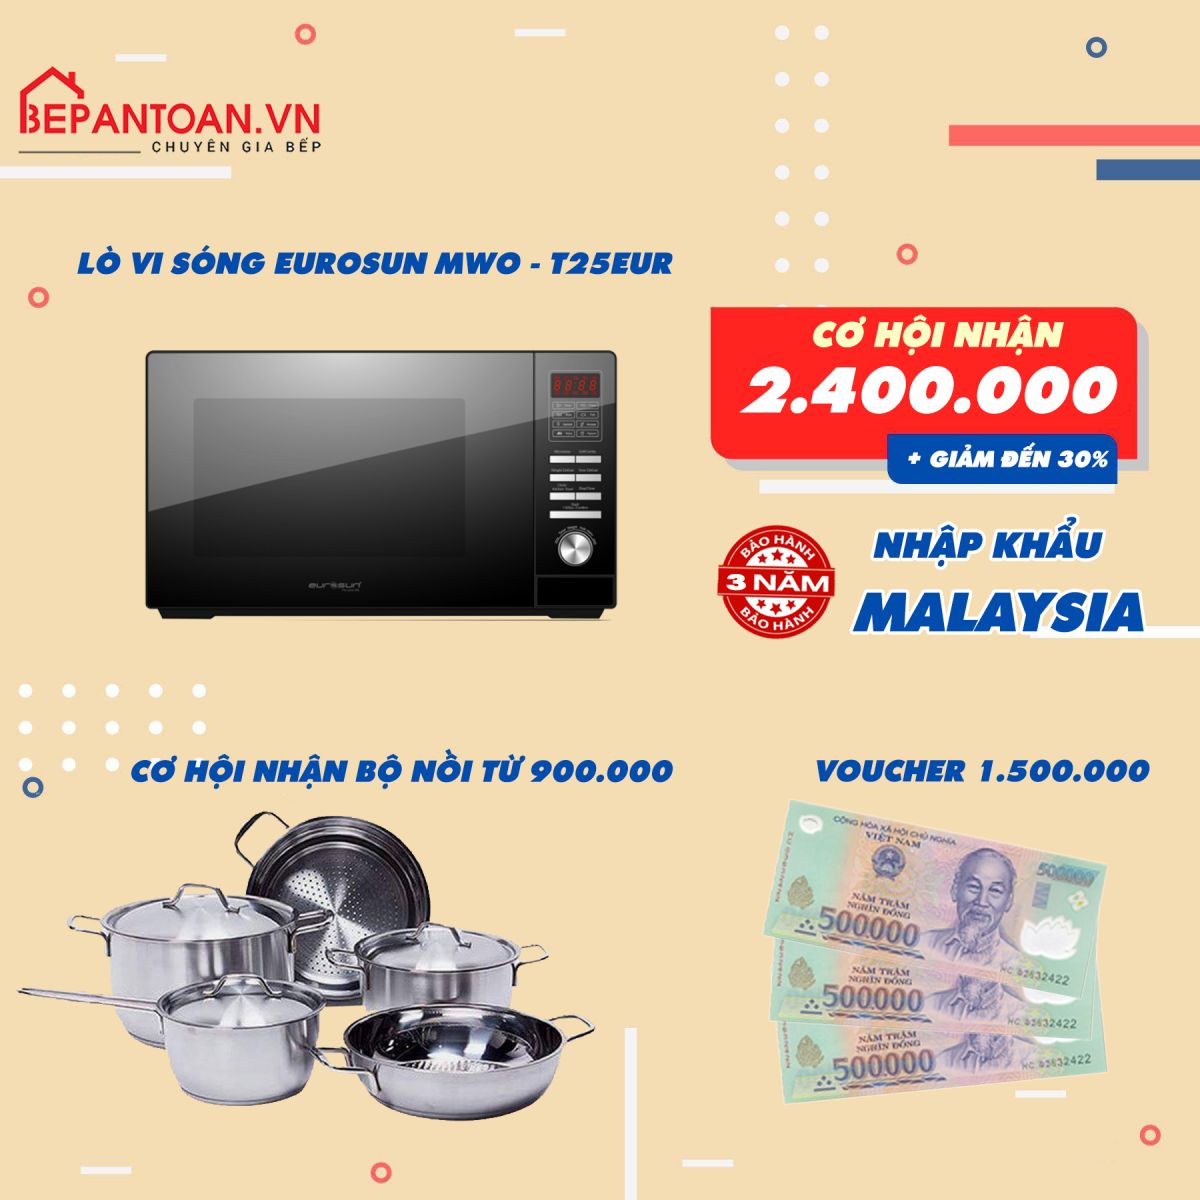 BEPANTOAN.VN
CHUYÊN GIA BẾP
LÒ VI SÓNG EUROSUN MWO - T25EUR
CƠ HỘI NHẬN
2.400.000
+ GIẢM ĐẾN 30%
88:88
eurosun
BẢO HÀNH
3 NĂM
BẢO HÀNH
NHẬP KHẨU
MALAYSIA
CƠ HỘI NHẬN BỘ NỒI TỪ 900.000
VOUCHER 1.500.000
CỘNG HÒA XÃ HỘI CHỦ NGHĨA
VIỆT NAM
500000
NĂM TRĂM
NGHÌN ĐỒNG
500000
NĂM TRĂM
NGHÌN ĐỒNG
500000
NĂM TRĂM
NGHÌN ĐỒNG
500000